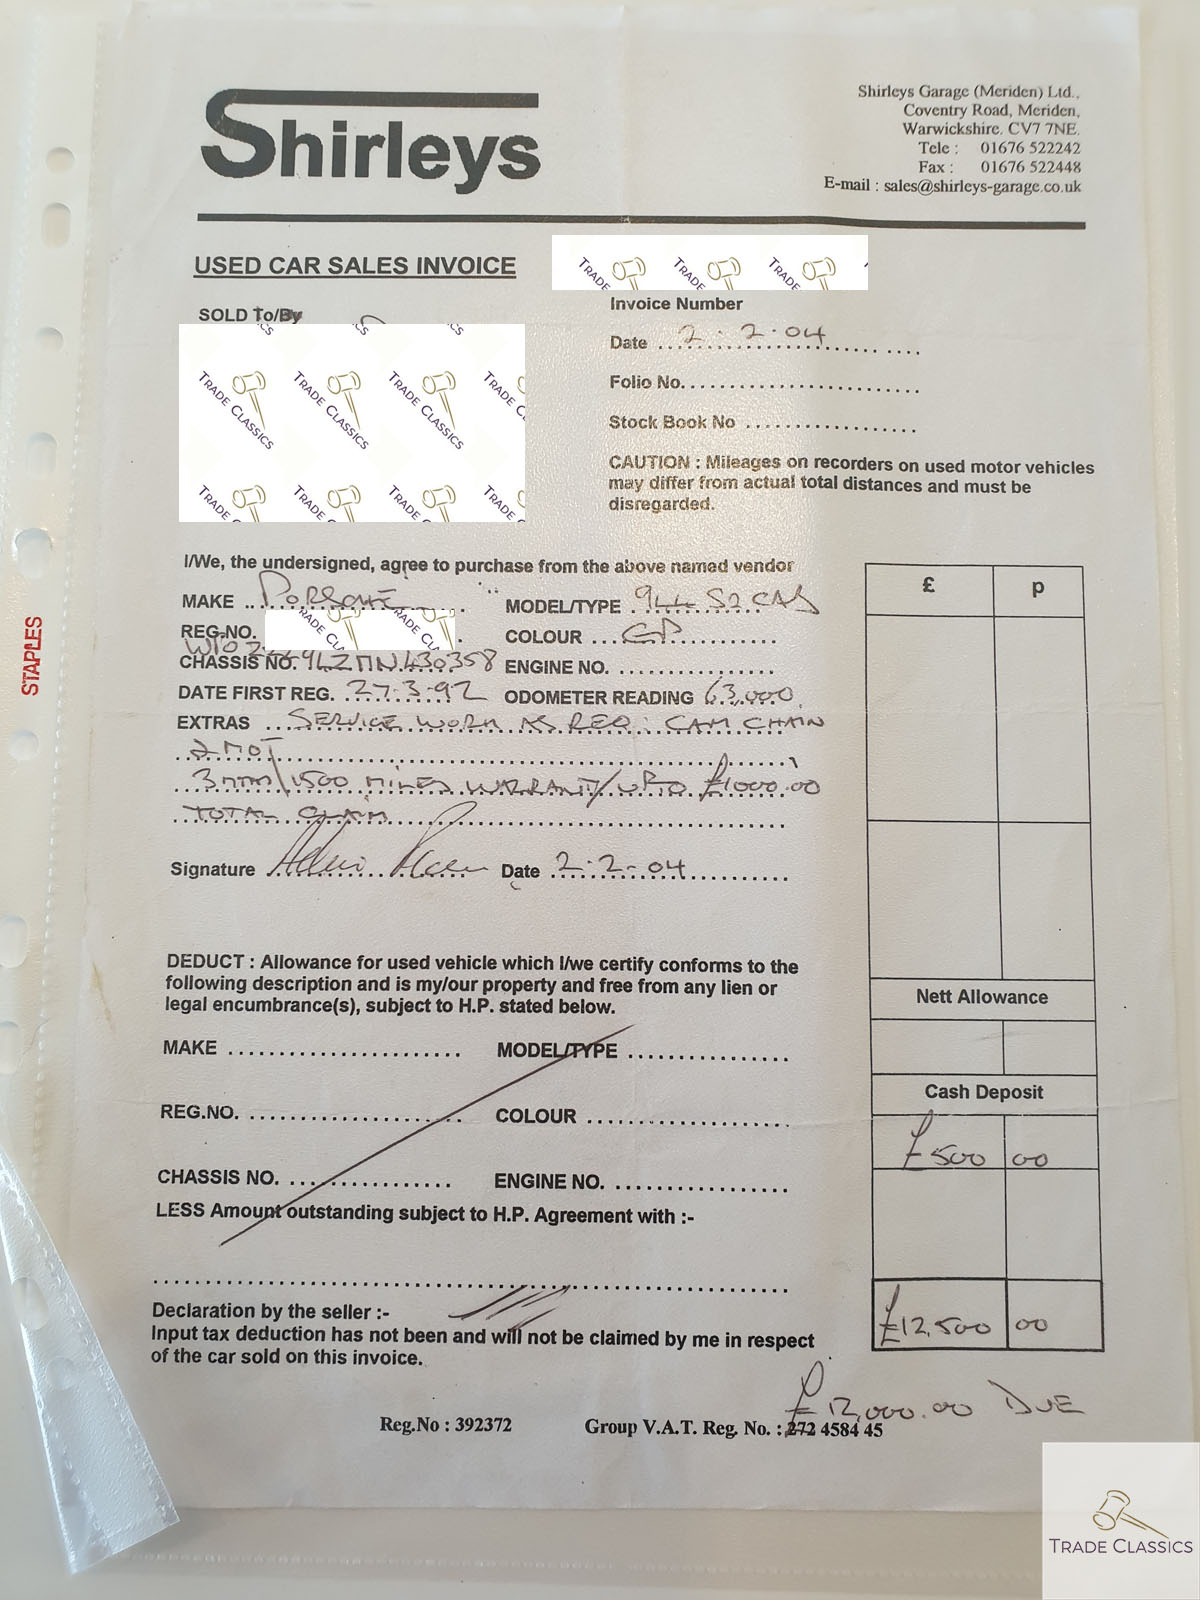 Shirleys
Shirleys Garage (Meriden) Ltd.,
Coventry Road, Meriden,
Warwickshire. CV7 7NE.
Tele : 01676 522242
Fax : 01676 522448
E-mail : sales@shirleys-garage.co.uk
USED CAR SALES INVOICE
Invoice Number
SOLD To/By
Date 2.2.04
Folio No.
Stock Book No
CAUTION : Mileages on recorders on used motor vehicles
may differ from actual total distances and must be
disregarded.
TRADE CLASSICS TRADE CLASSICS TRADE CLASSICS
STAPLES
I/We, the undersigned, agree to purchase from the above named vendor
£ p
MAKE PORSCHE MODEL/TYPE 944 S2 CAB
REG.NO. COLOUR GP
CHASSIS NO. ENGINE NO.
DATE FIRST REG. 27.3.92 ODOMETER READING 63,000
EXTRAS SERVICE WORK AS REQ: CAM CHAIN
MOT
3 MTH/1500 MILES WARRANTY UPTO £1000.00
TOTAL CLAIM
Signature Date 2-2-04
DEDUCT : Allowance for used vehicle which I/we certify conforms to the
following description and is my/our property and free from any lien or
legal encumbrance(s), subject to H.P. stated below.
Nett Allowance
MAKE MODEL/TYPE
Cash Deposit
REG.NO. COLOUR
£500 00
CHASSIS NO. ENGINE NO.
LESS Amount outstanding subject to H.P. Agreement with :-
Declaration by the seller :-
Input tax deduction has not been and will not be claimed by me in respect
of the car sold on this invoice.
£12,500 00
£12,000.00 DUE
Reg.No : 392372 Group V.A.T. Reg. No. : 272 4584 45
TRADE CLASSICS